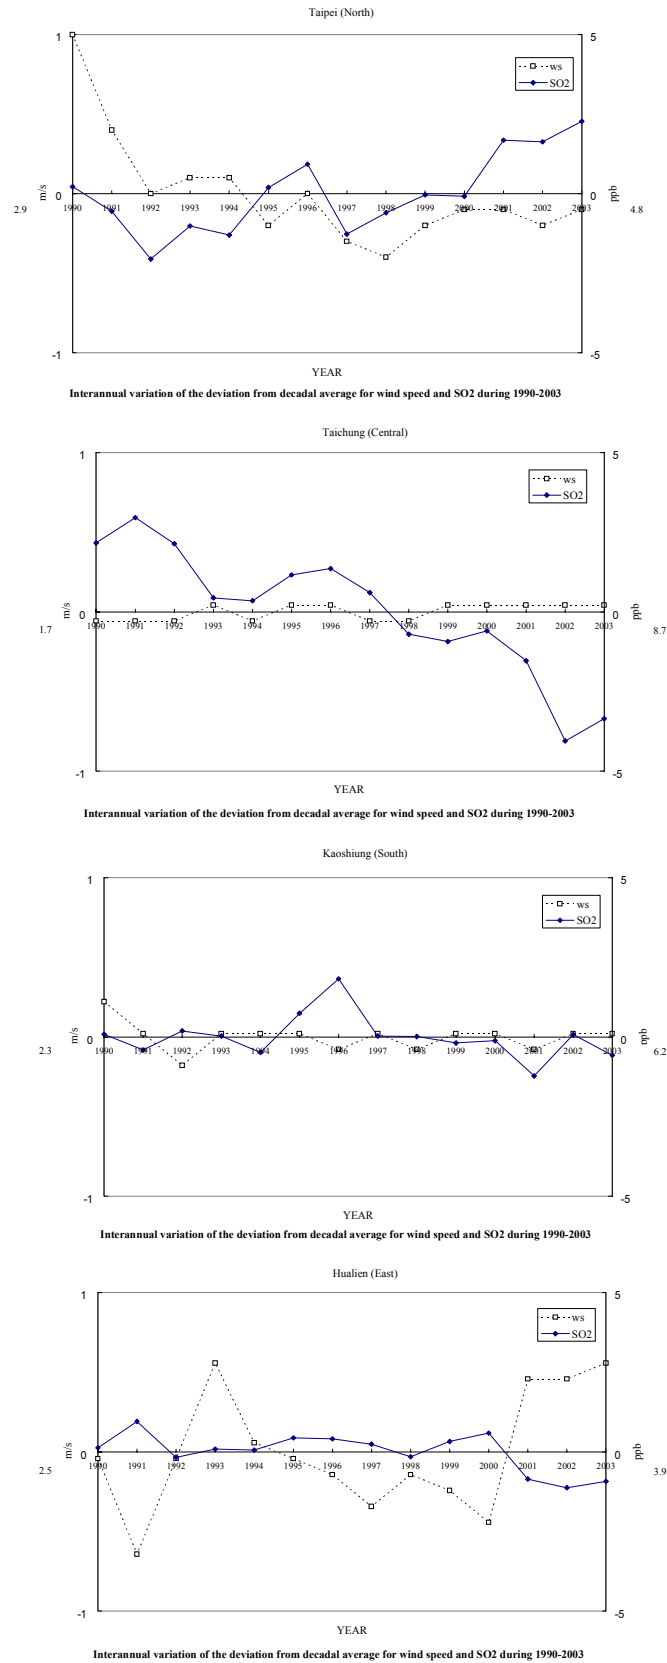 Taipei (North)
1
5
ws
SO2
0
0
m/s
ppb
2.9
4.8
1990 1991 1992 1993 1994 1995 1996 1997 1998 1999 2000 2001 2002 2003
-1
-5
YEAR
Interannual variation of the deviation from decadal average for wind speed and SO2 during 1990-2003
Taichung (Central)
1
5
ws
SO2
0
0
m/s
ppb
1.7
8.7
1990 1991 1992 1993 1994 1995 1996 1997 1998 1999 2000 2001 2002 2003
-1
-5
YEAR
Interannual variation of the deviation from decadal average for wind speed and SO2 during 1990-2003
Kaoshiung (South)
1
5
ws
SO2
0
0
m/s
ppb
2.3
6.2
1990 1991 1992 1993 1994 1995 1996 1997 1998 1999 2000 2001 2002 2003
-1
-5
YEAR
Interannual variation of the deviation from decadal average for wind speed and SO2 during 1990-2003
Hualien (East)
1
5
ws
SO2
0
0
m/s
ppb
2.5
3.9
1990 1991 1992 1993 1994 1995 1996 1997 1998 1999 2000 2001 2002 2003
-1
-5
YEAR
Interannual variation of the deviation from decadal average for wind speed and SO2 during 1990-2003